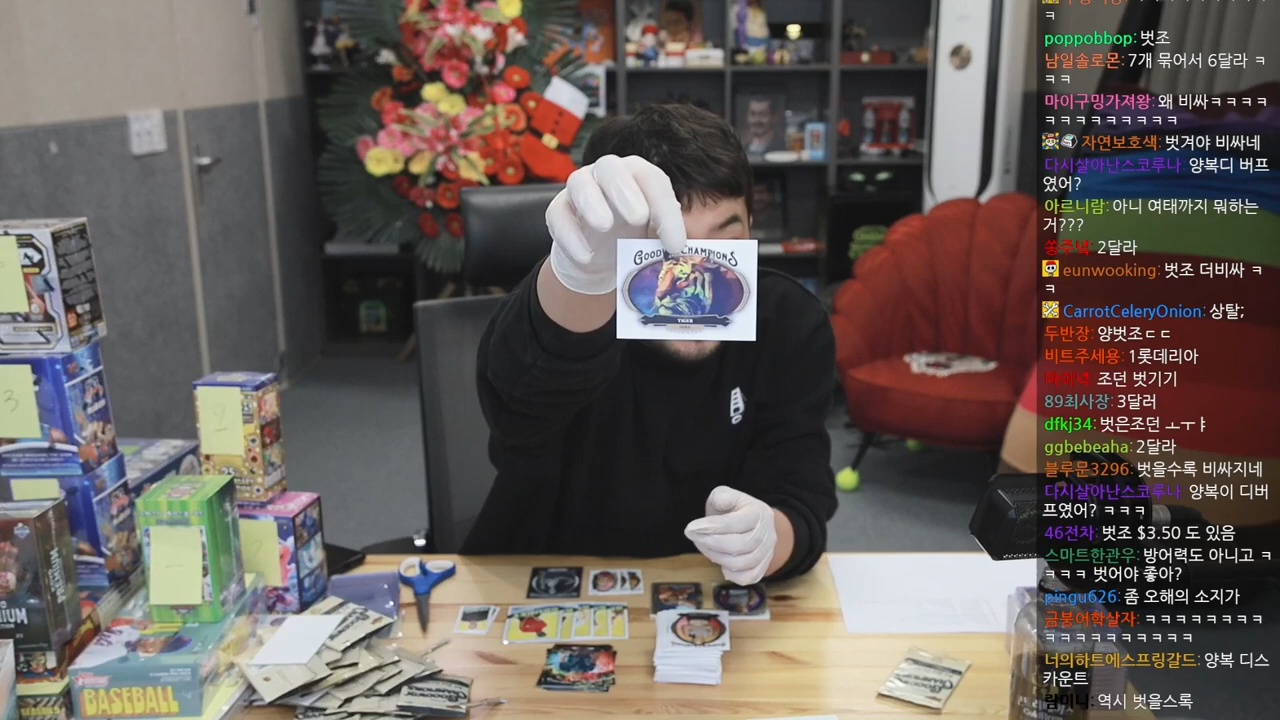 ㅋ
poppobbop: 벗조
남일솔로몬: 7개 묶어서 6달라 ㅋ
ㅋㅋㅋ
마이구밍가져왕: 왜 비싸ㅋㅋㅋㅋ
ㅋㅋㅋㅋㅋㅋㅋㅋㅋ
자연보호색: 벗겨야 비싸네
다시살아난스코루나: 양복디 버프
였어?
아르니람: 아니 여태까지 뭐하는
거???
쏭주녁: 2달라
eunwooking: 벗조 더비싸 ㅋ
ㅋ
CarrotCeleryOnion: 상탈;
두반장: 양벗조ㄷㄷ
비트주세용: 1롯데리아
조던 벗기기
89최사장: 3달러
dfkj34: 벗은조던 ㅗㅜㅑ
ggbebeaha: 2달라
블루문3296: 벗을수록 비싸지네
다시살아난스코루나: 양복이 디버
프였어? ㅋㅋㅋ
46전차: 벗조 $3.50 도 있음
스마트한관우: 방어력도 아니고 ㅋ
ㅋㅋㅋ 벗어야 좋아?
pingu626: 좀 오해의 소지가
금붕어학살자: ㅋㅋㅋㅋㅋㅋㅋㅋ
ㅋㅋㅋㅋㅋㅋㅋㅋㅋㅋ
너의하트에스프링갈드: 양복 디스
카운트
람미니: 역시 벗을스록
GOODWIN CHAMPIONS
TIGER
BASEBALL
GOODWIN
CHAMPIONS